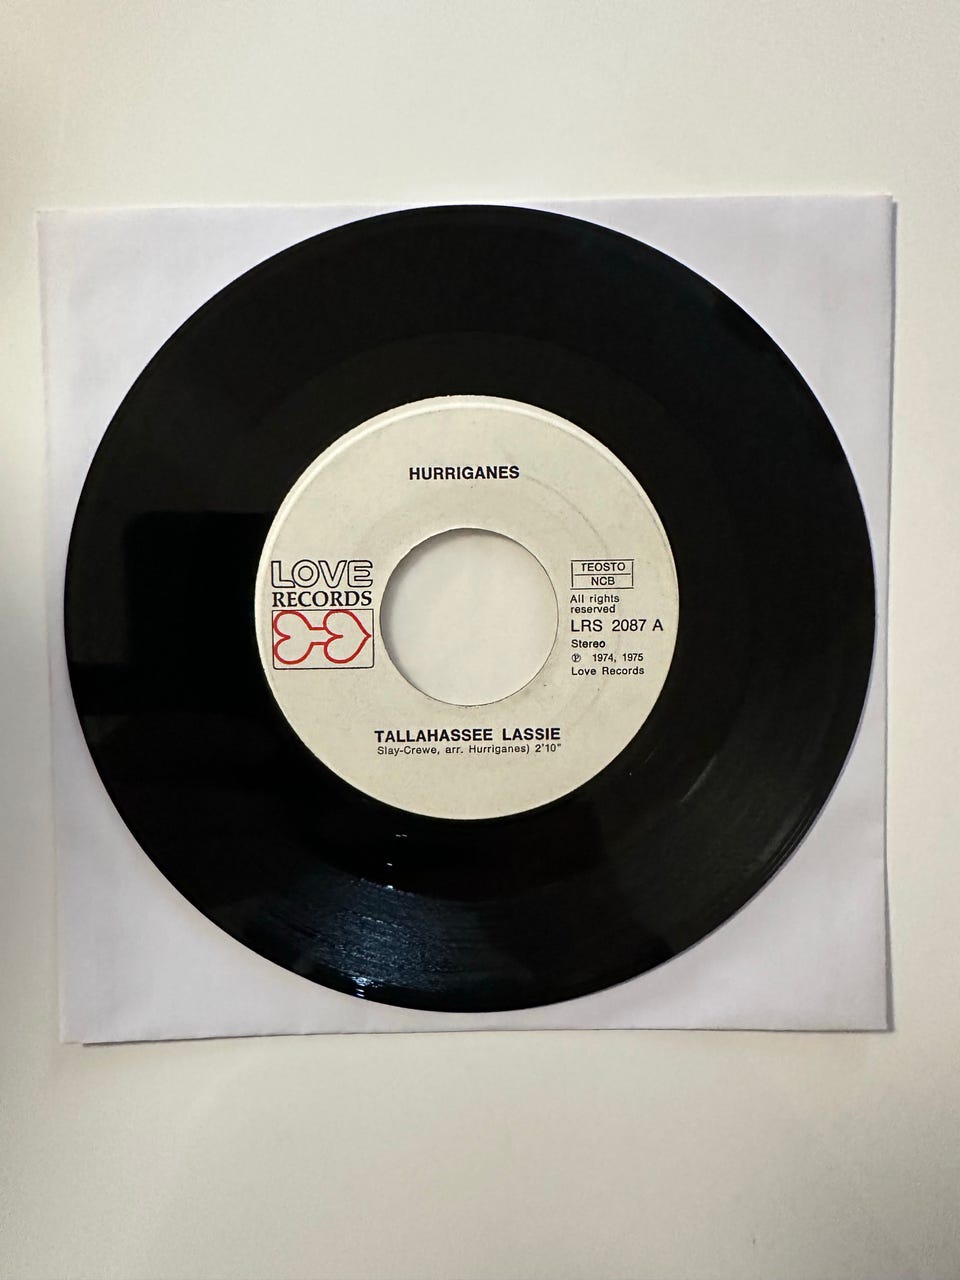 HURRIGANES
LOVE
RECORDS
TEOSTO
NCB
All rights
reserved
LRS 2087 A
Stereo
℗ 1974, 1975
Love Records
TALLAHASSEE LASSIE
Slay-Crewe, arr. Hurriganes) 2'10"